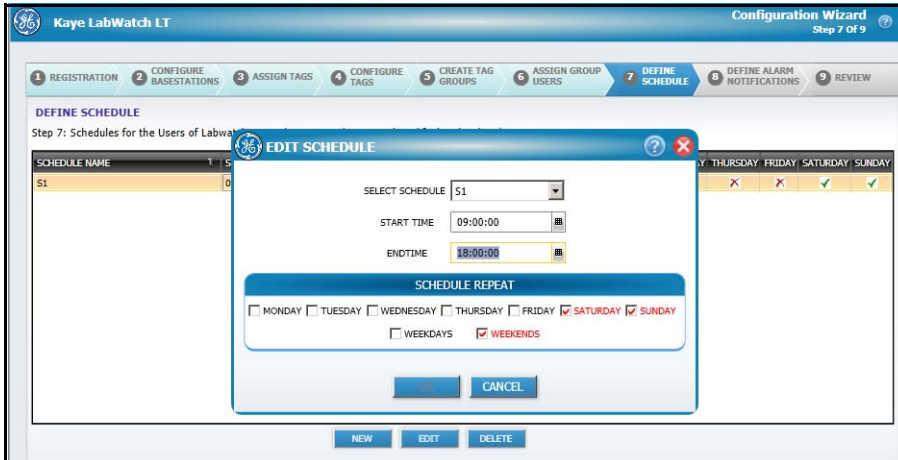 Kaye LabWatch LT
Configuration Wizard
Step 7 Of 9
1 REGISTRATION
2 CONFIGURE BASESTATIONS
3 ASSIGN TAGS
4 CONFIGURE TAGS
5 CREATE TAG GROUPS
6 ASSIGN GROUP USERS
7 DEFINE SCHEDULE
8 DEFINE ALARM NOTIFICATIONS
9 REVIEW
DEFINE SCHEDULE
Step 7: Schedules for the Users of
SCHEDULE NAME
THURSDAY FRIDAY SATURDAY SUNDAY
S1
EDIT SCHEDULE
SELECT SCHEDULE S1
START TIME 09:00:00
ENDTIME 18:00:00
SCHEDULE REPEAT
MONDAY TUESDAY WEDNESDAY THURSDAY FRIDAY SATURDAY SUNDAY
WEEKDAYS WEEKENDS
CANCEL
NEW EDIT DELETE